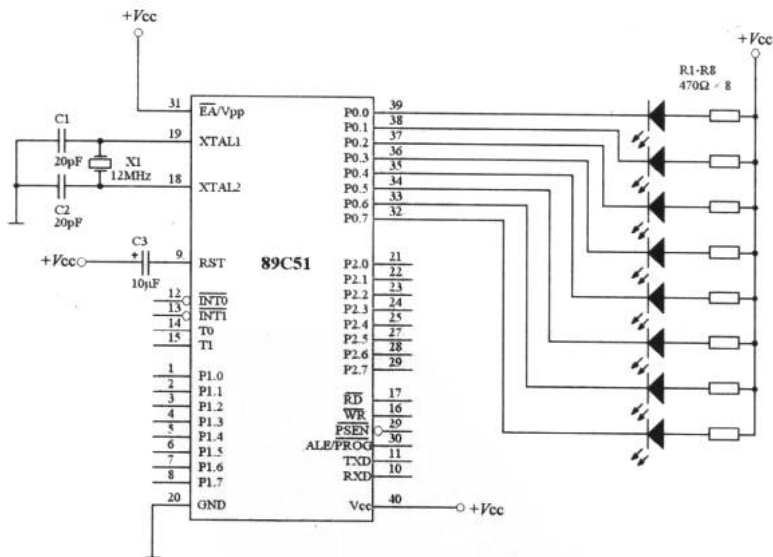 +Vcc
+Vcc
R1-R8
470Ω × 8
31 EA/Vpp
P0.0 39
C1
20pF
19 XTAL1
P0.1 38
P0.2 37
X1
12MHz
P0.3 36
P0.4 35
18 XTAL2
P0.5 34
C2
20pF
P0.6 33
P0.7 32
C3
+
10μF
+Vcc
9 RST
89C51
P2.0 21
P2.1 22
12 INT0
P2.2 23
13 INT1
P2.3 24
14 T0
P2.4 25
15 T1
P2.5 27
P2.6 28
1 P1.0
P2.7 29
2 P1.1
3 P1.2
RD 17
4 P1.3
WR 16
5 P1.4
PSEN 29
6 P1.5
ALE/PROG 30
7 P1.6
TXD 11
8 P1.7
RXD 10
20 GND
Vcc 40
+Vcc